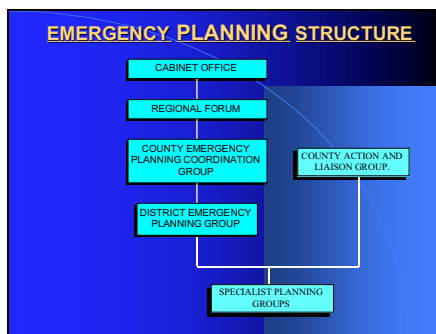 EMERGENCY PLANNING STRUCTURE
CABINET OFFICE
REGIONAL FORUM
COUNTY EMERGENCY
PLANNING COORDINATION
GROUP
COUNTY ACTION AND
LIAISON GROUP.
DISTRICT EMERGENCY
PLANNING GROUP
SPECIALIST PLANNING
GROUPS